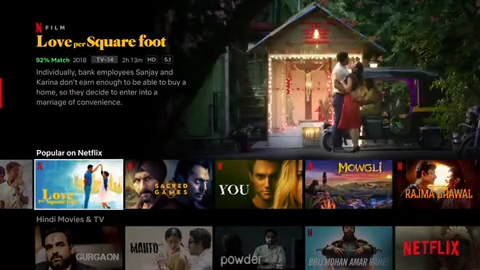 N FILM
Love per Square foot
92% Match 2018 TV-14 2h 13m HD 5.1
Individually, bank employees Sanjay and
Karina don't earn enough to be able to buy a
home, so they decide to enter into a
marriage of convenience.
Popular on Netflix
Love
per Square foot
SACRED
GAMES
YOU
MOWGLI
RAJMA CHAWAL
Hindi Movies & TV
GURGAON
MANTO
powder
BRIJ MOHAN AMAR RAHE!
NETFLIX